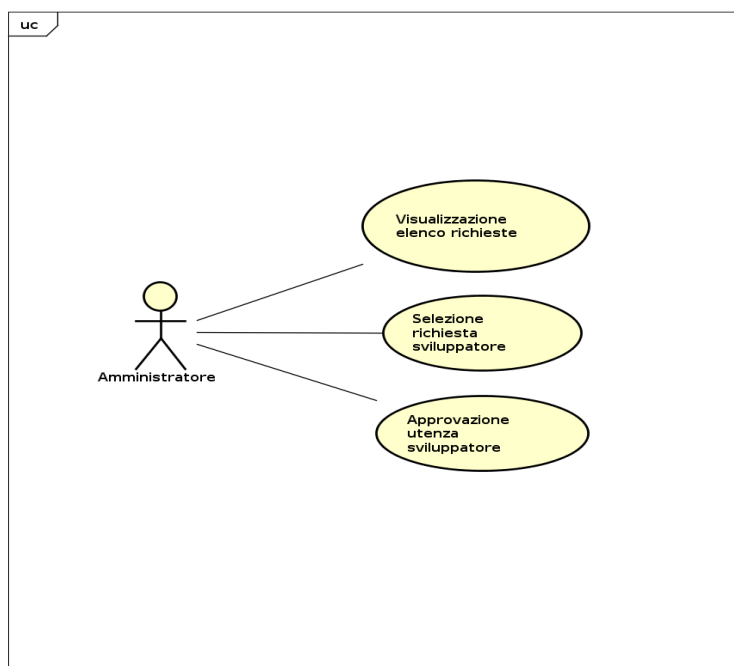 uc
Visualizzazione
elenco richieste
Selezione
richiesta
sviluppatore
Amministratore
Approvazione
utenza
sviluppatore